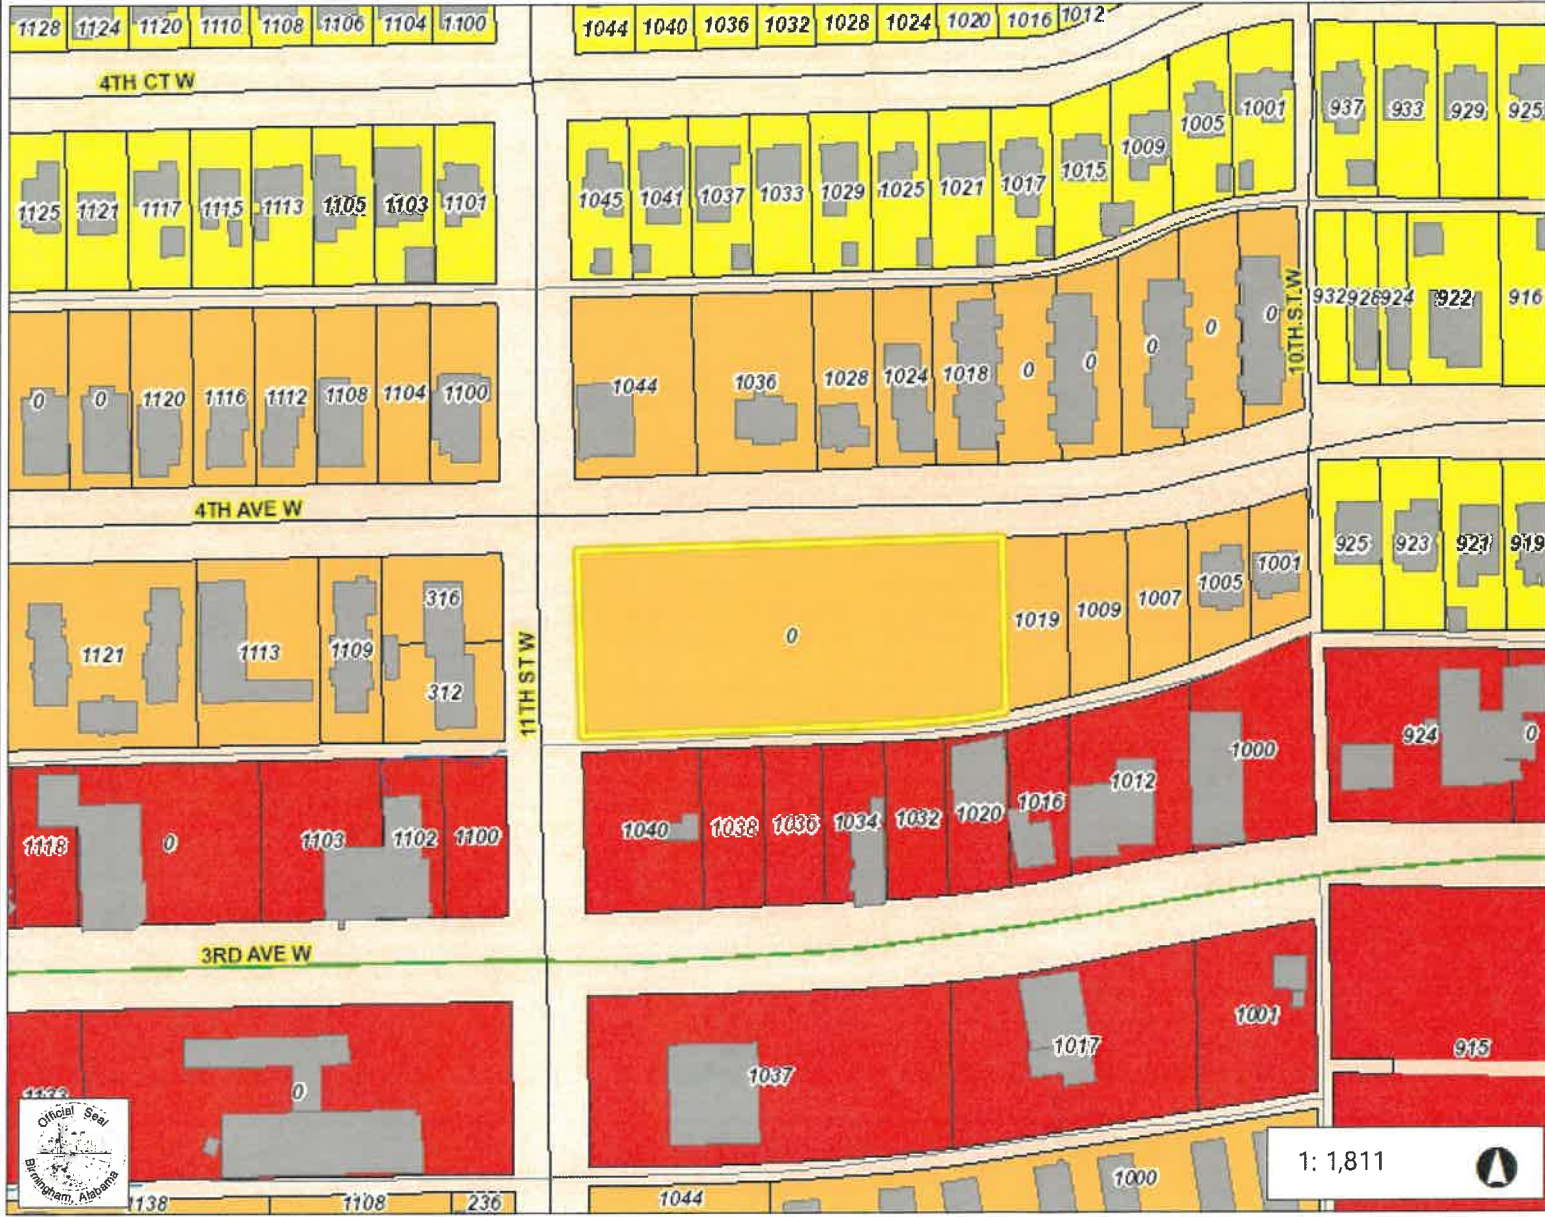 1128 1124 1120 1110 1108 1106 1104 1100 1044 1040 1036 1032 1028 1024 1020 1016 1012
4TH CT W
937 933 929 925
1125 1121 1117 1115 1113 1105 1103 1101 1045 1041 1037 1033 1029 1025 1021 1017 1015 1009 1005 1001
932 928 924 922 916
10TH ST W
0 0 1120 1116 1112 1108 1104 1100 1044 1036 1028 1024 1018 0 0 0 0 0
4TH AVE W
925 923 921 919
1121 1113 1109 316
312
11TH ST W
0 1019 1009 1007 1005 1001
924 0
1118 0 1103 1102 1100 1040 1038 1036 1034 1032 1020 1016 1012 1000
3RD AVE W
0 1037 1017 1001 915
Official Seal
Birmingham, Alabama
1: 1,811
1138 1108 236 1044 1000